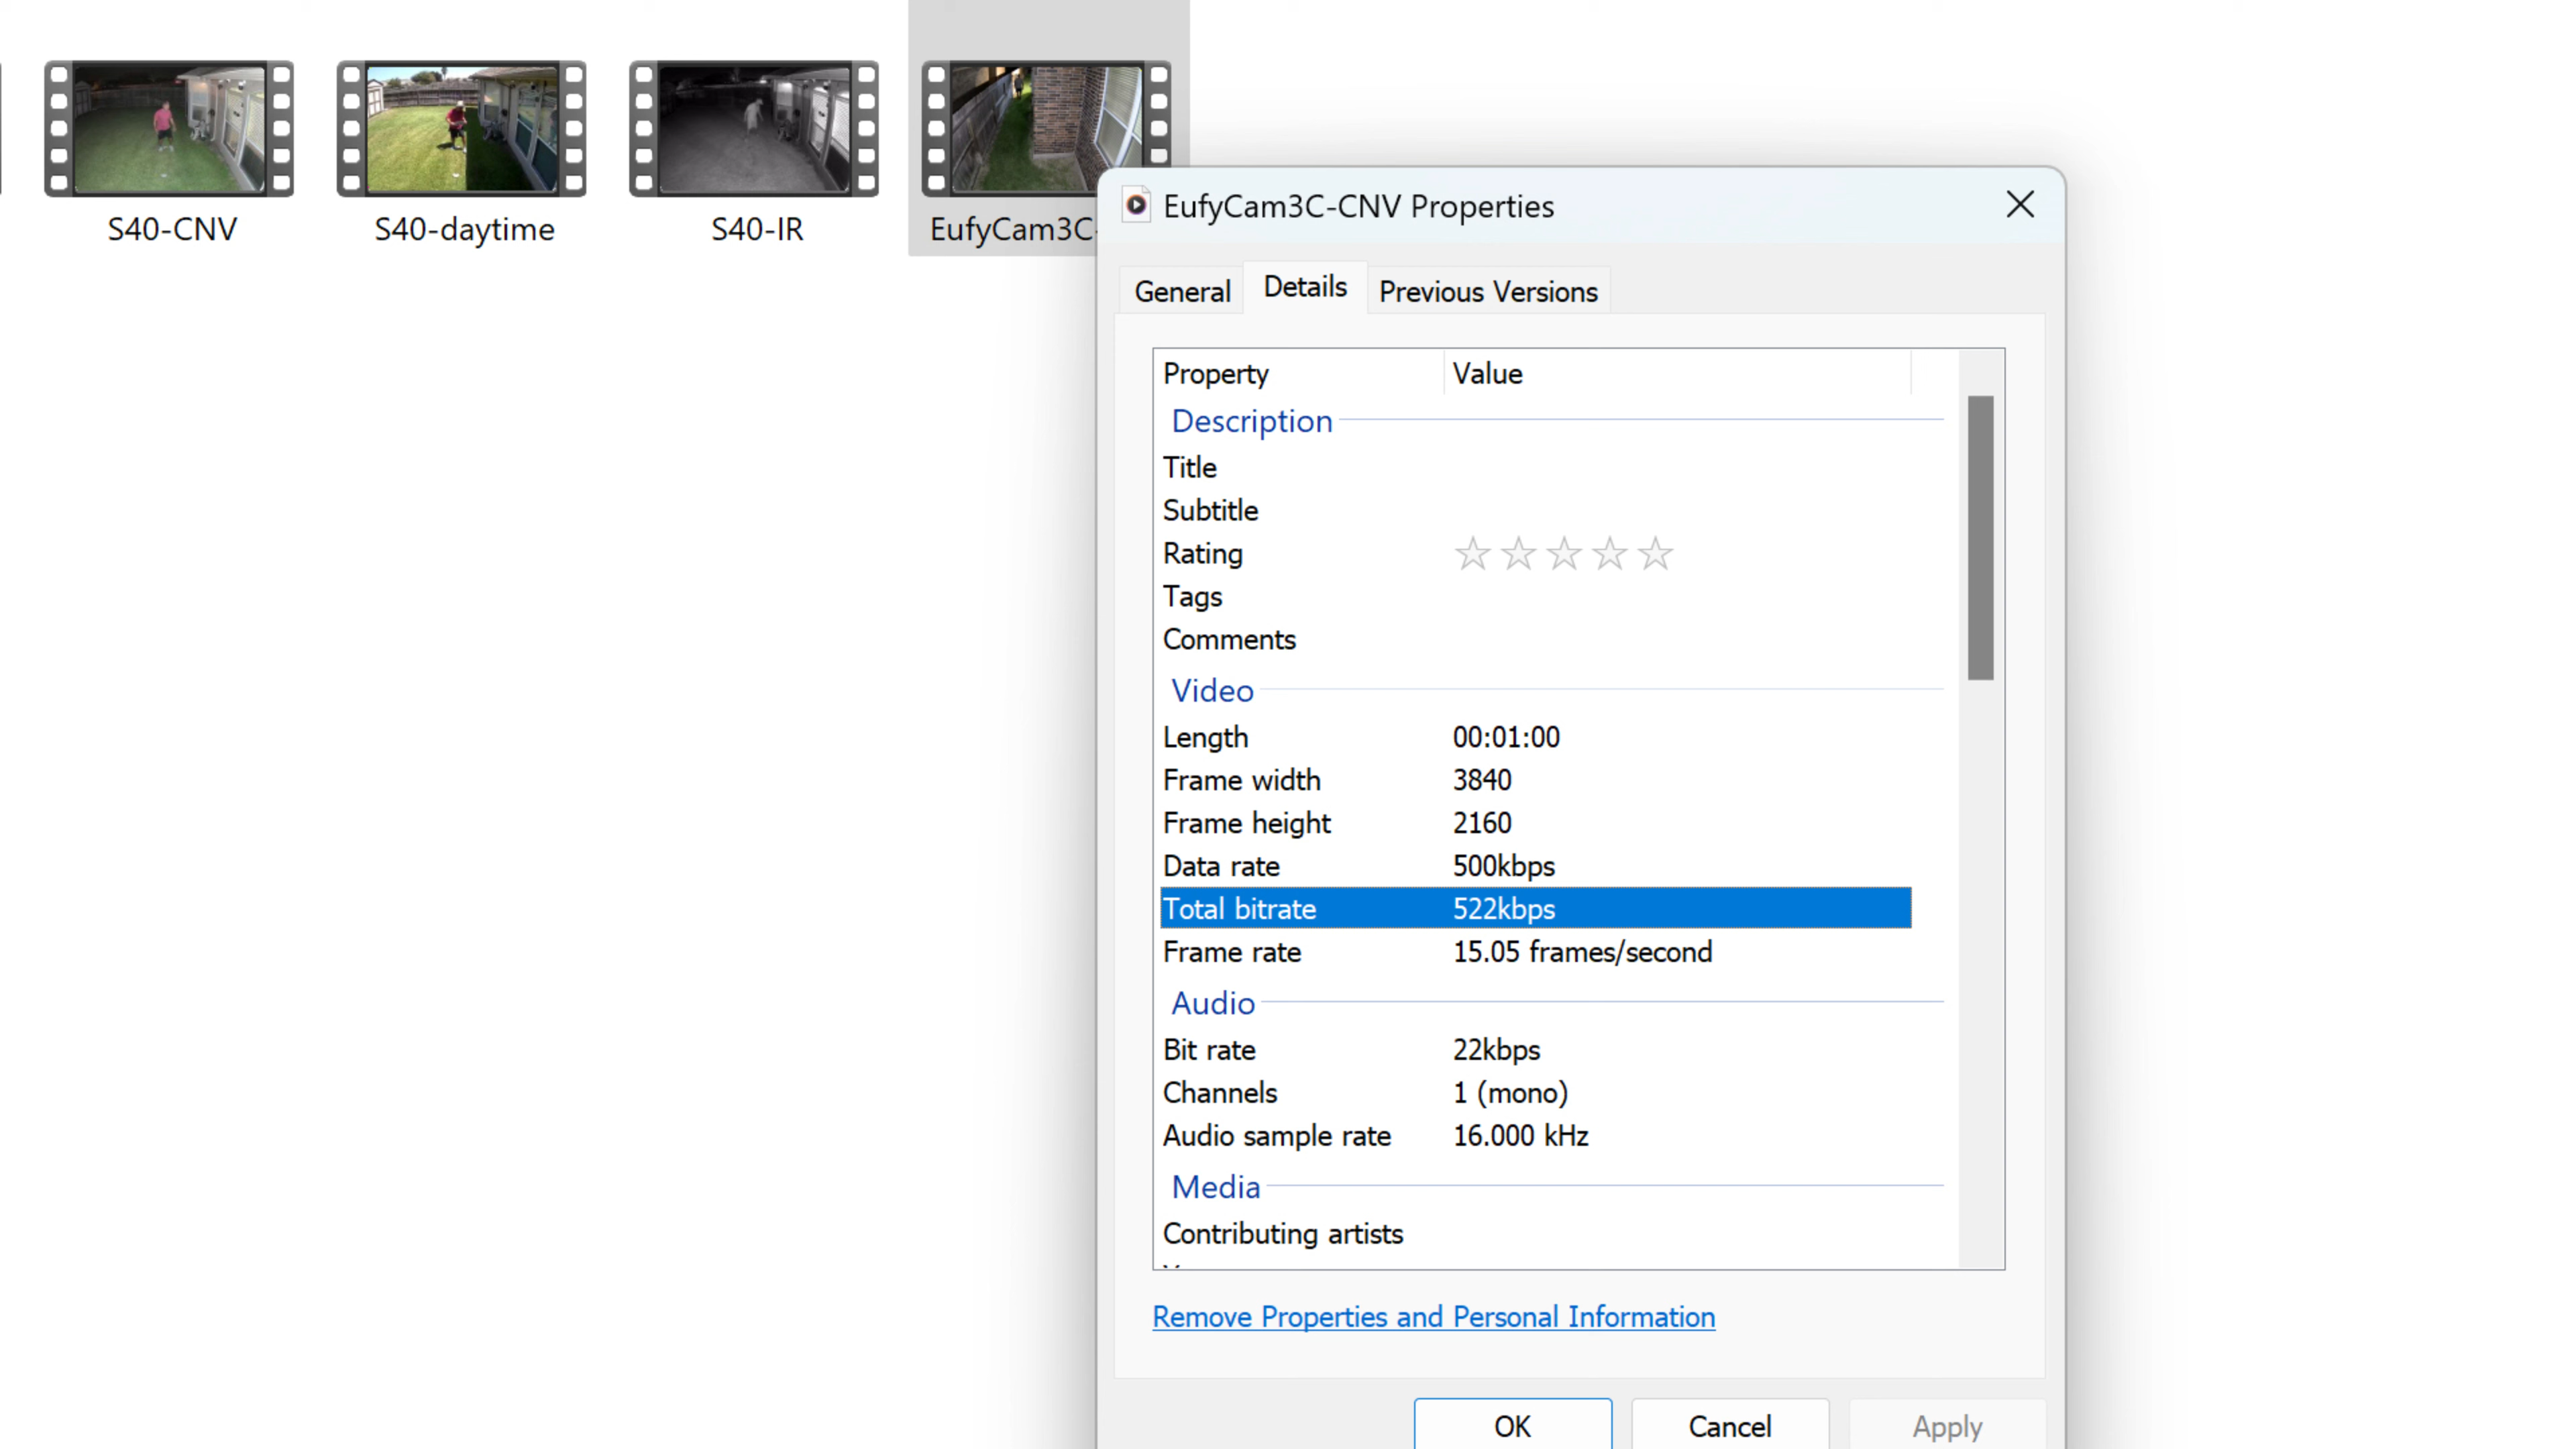 S40-CNV
S40-daytime
S40-IR
EufyCam3C-
EufyCam3C-CNV Properties
General
Details
Previous Versions
Property Value
Description
Title
Subtitle
Rating
Tags
Comments
Video
Length 00:01:00
Frame width 3840
Frame height 2160
Data rate 500kbps
Total bitrate 522kbps
Frame rate 15.05 frames/second
Audio
Bit rate 22kbps
Channels 1 (mono)
Audio sample rate 16.000 kHz
Media
Contributing artists
Remove Properties and Personal Information
OK
Cancel
Apply